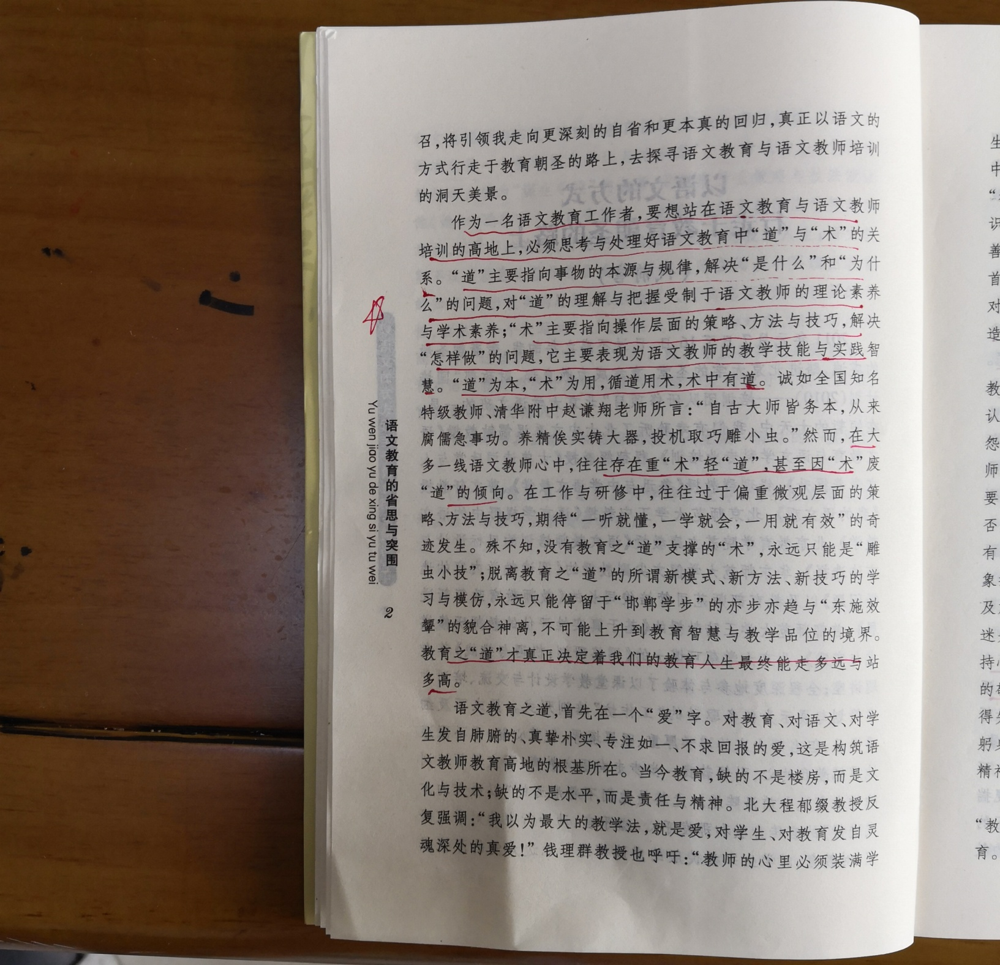 召，将引领我走向更深刻的自省和更本真的回归，真正以语文的
方式行走于教育朝圣的路上，去探寻语文教育与语文教师培训
的洞天美景。
作为一名语文教育工作者，要想站在语文教育与语文教师
培训的高地上，必须思考与处理好语文教育中“道”与“术”的关
系。“道”主要指向事物的本源与规律，解决“是什么”和“为什
么”的问题，对“道”的理解与把握受制于语文教师的理论素养
与学术素养；“术”主要指向操作层面的策略、方法与技巧，解决
“怎样做”的问题，它主要表现为语文教师的教学技能与实践智
慧。“道”为本，“术”为用，循道用术，术中有道。诚如全国知名
特级教师、清华附中赵谦翔老师所言：“自古大师皆务本，从来
腐儒急事功。养精俟实铸大器，投机取巧雕小虫。”然而，在大
多一线语文教师心中，往往存在重“术”轻“道”，甚至因“术”废
“道”的倾向。在工作与研修中，往往过于偏重微观层面的策
略、方法与技巧，期待“一听就懂，一学就会，一用就有效”的奇
迹发生。殊不知，没有教育之“道”支撑的“术”，永远只能是“雕
虫小技”；脱离教育之“道”的所谓新模式、新方法、新技巧的学
习与模仿，永远只能停留于“邯郸学步”的亦步亦趋与“东施效
颦”的貌合神离，不可能上升到教育智慧与教学品位的境界。
教育之“道”才真正决定着我们的教育人生最终能走多远与站
多高。
语文教育之道，首先在一个“爱”字。对教育、对语文、对学
生发自肺腑的、真挚朴实、专注如一、不求回报的爱，这是构筑语
文教师教育高地的根基所在。当今教育，缺的不是楼房，而是文
化与技术；缺的不是水平，而是责任与精神。北大程郁缀教授反
复强调：“我以为最大的教学法，就是爱，对学生、对教育发自灵
魂深处的真爱！”钱理群教授也呼吁：“教师的心里必须装满学
语文教育的省思与突围
Yu wen jiao yu de xing si yu tu wei
2
生
中
识
善
首
对
造
教
认
怨
师
要
否
有
象
及
迷
持
的
得
躬
精
“教
育。